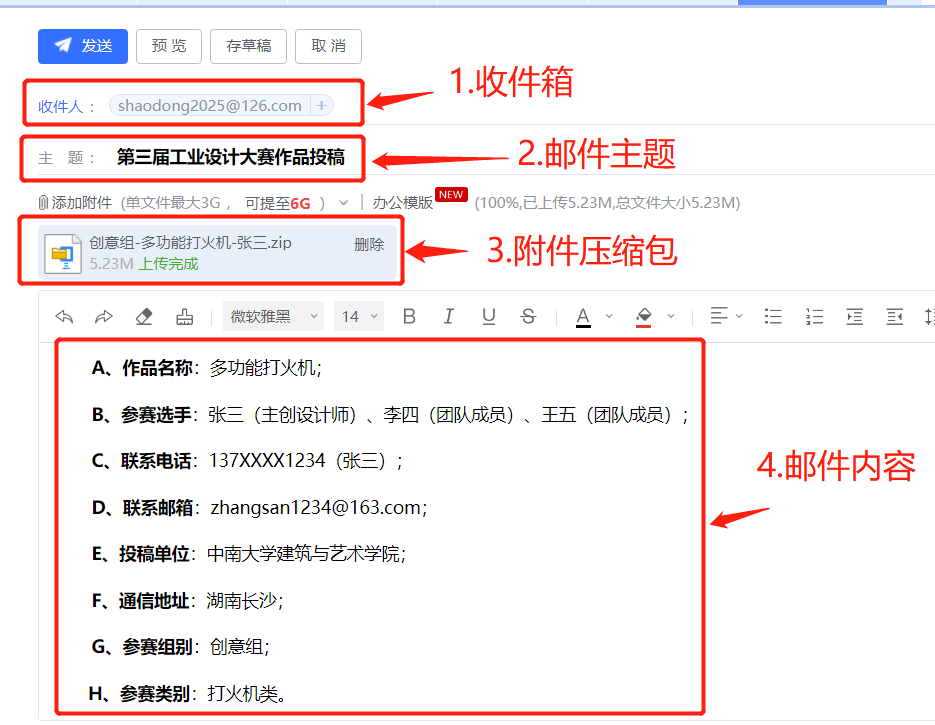 发送 预 览 存草稿 取 消
1.收件箱
收件人： shaodong2025@126.com +
2.邮件主题
主 题： 第三届工业设计大赛作品投稿
添加附件 (单文件最大3G， 可提至6G ) 办公模版 NEW (100%,已上传5.23M,总文件大小5.23M)
创意组-多功能打火机-张三.zip 删除
5.23M 上传完成
3.附件压缩包
微软雅黑 14 B I U S A
A、作品名称：多功能打火机；
B、参赛选手：张三（主创设计师）、李四（团队成员）、王五（团队成员）；
C、联系电话：137XXXX1234（张三）；
4.邮件内容
D、联系邮箱：zhangsan1234@163.com；
E、投稿单位：中南大学建筑与艺术学院；
F、通信地址：湖南长沙；
G、参赛组别：创意组；
H、参赛类别：打火机类。